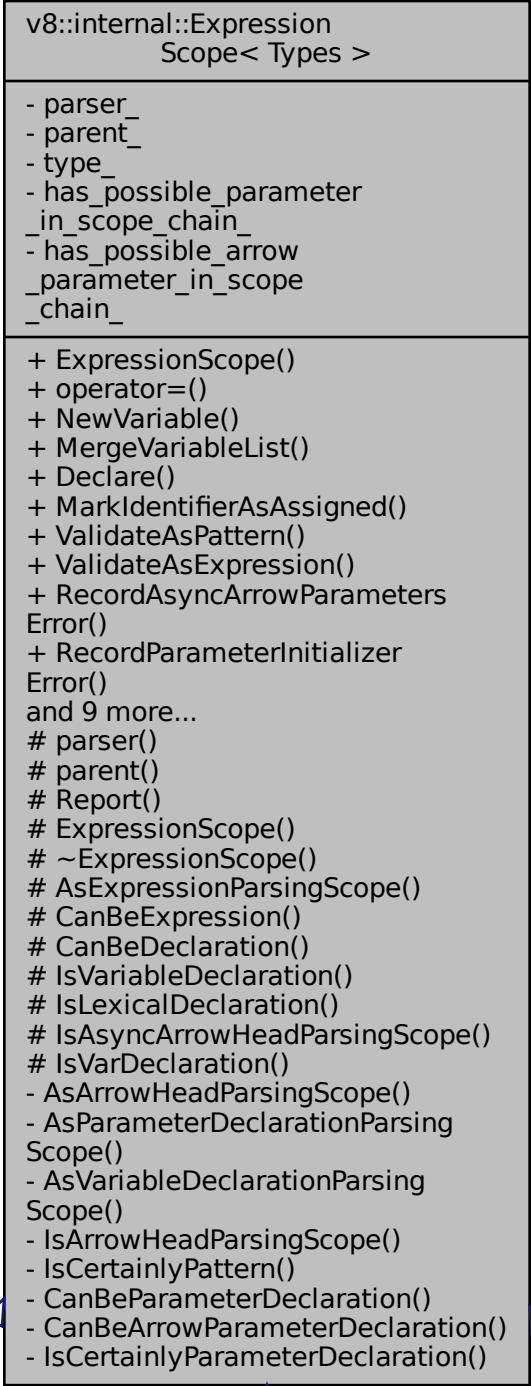 v8::internal::Expression
Scope< Types >
- parser_
- parent_
- type_
- has_possible_parameter
_in_scope_chain_
- has_possible_arrow
_parameter_in_scope
_chain_
+ ExpressionScope()
+ operator=()
+ NewVariable()
+ MergeVariableList()
+ Declare()
+ MarkIdentifierAsAssigned()
+ ValidateAsPattern()
+ ValidateAsExpression()
+ RecordAsyncArrowParameters
Error()
+ RecordParameterInitializer
Error()
and 9 more...
# parser()
# parent()
# Report()
# ExpressionScope()
# ~ExpressionScope()
# AsExpressionParsingScope()
# CanBeExpression()
# CanBeDeclaration()
# IsVariableDeclaration()
# IsLexicalDeclaration()
# IsAsyncArrowHeadParsingScope()
# IsVarDeclaration()
- AsArrowHeadParsingScope()
- AsParameterDeclarationParsing
Scope()
- AsVariableDeclarationParsing
Scope()
- IsArrowHeadParsingScope()
- IsCertainlyPattern()
- CanBeParameterDeclaration()
- CanBeArrowParameterDeclaration()
- IsCertainlyParameterDeclaration()